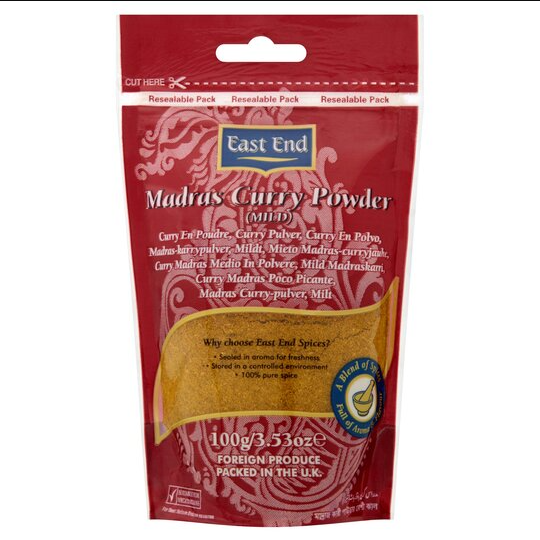 CUT HERE
Resealable Pack Resealable Pack Resealable Pack
East End
Madras Curry Powder
(MILD)
Curry En Poudre, Curry Pulver, Curry En Polvo,
Madras-karrypulver, Mildt, Mieto Madras-curryjauhe,
Curry Madras Medio In Polvere, Mild Madraskarri,
Curry Madras Poco Picante,
Madras Curry-pulver, Milt
Why choose East End Spices?
• Sealed in aroma for freshness
• Stored in a controlled environment
• 100% pure spice
A Blend of Spices
Full of Aroma &
100g/3.53oz℮
FOREIGN PRODUCE
PACKED IN THE U.K.